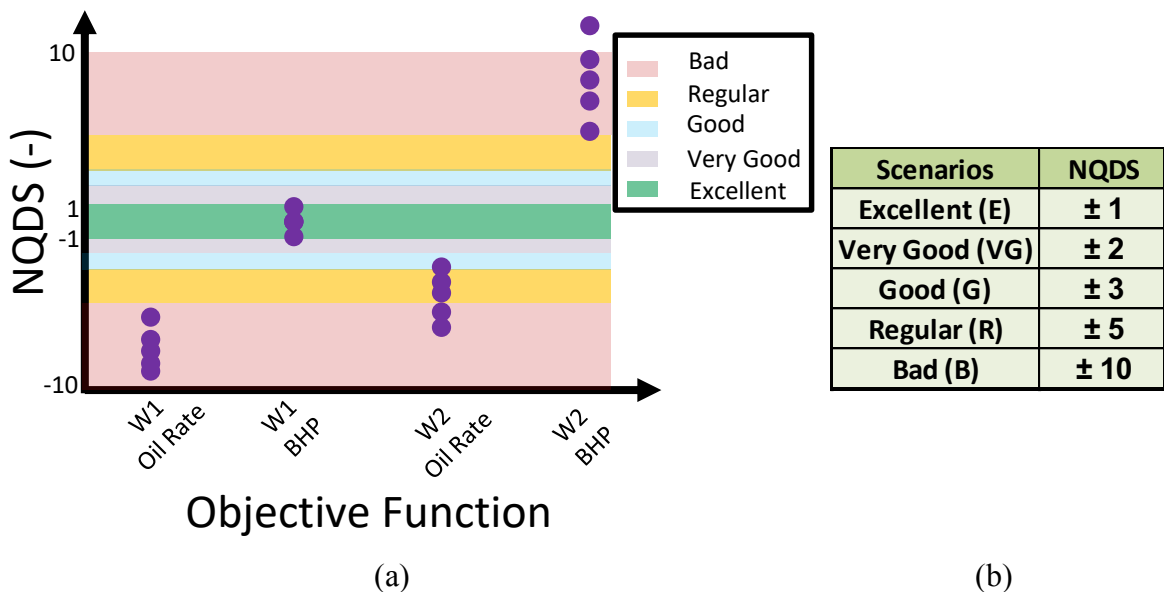 10
1
-1
-10
NQDS (-)
W1
Oil Rate
W1
BHP
W2
Oil Rate
W2
BHP
Objective Function
Bad
Regular
Good
Very Good
Excellent
(a)
Scenarios NQDS
Excellent (E) ± 1
Very Good (VG) ± 2
Good (G) ± 3
Regular (R) ± 5
Bad (B) ± 10
(b)